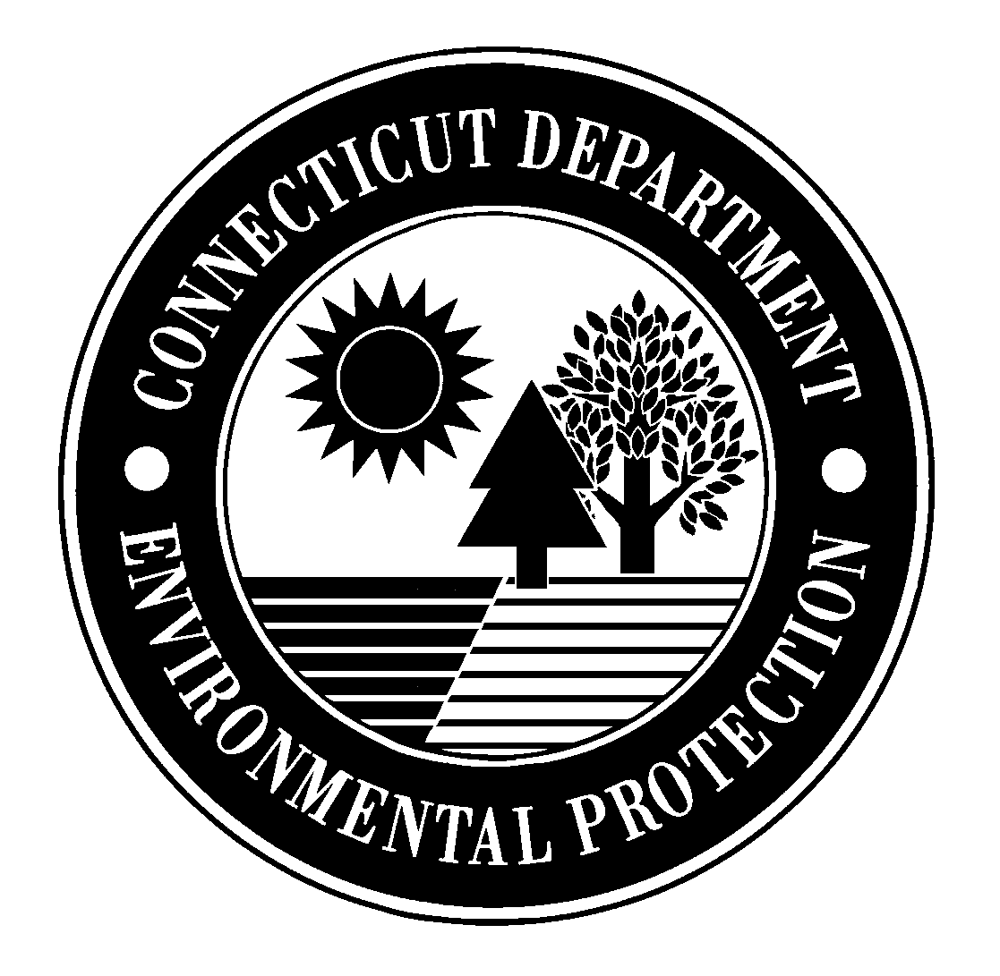 CONNECTICUT DEPARTMENT
ENVIRONMENTAL PROTECTION